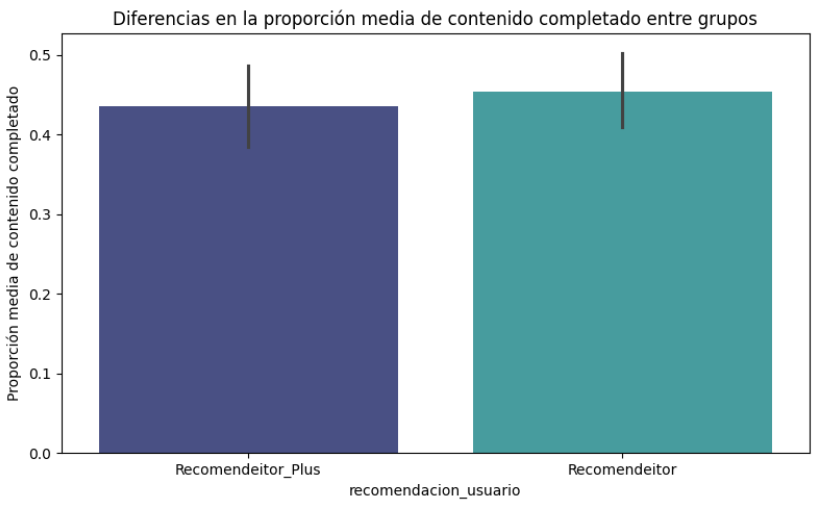 Diferencias en la proporción media de contenido completado entre grupos
Proporción media de contenido completado
0.5
0.4
0.3
0.2
0.1
0.0
Recomendeitor_Plus
Recomendeitor
recomendacion_usuario